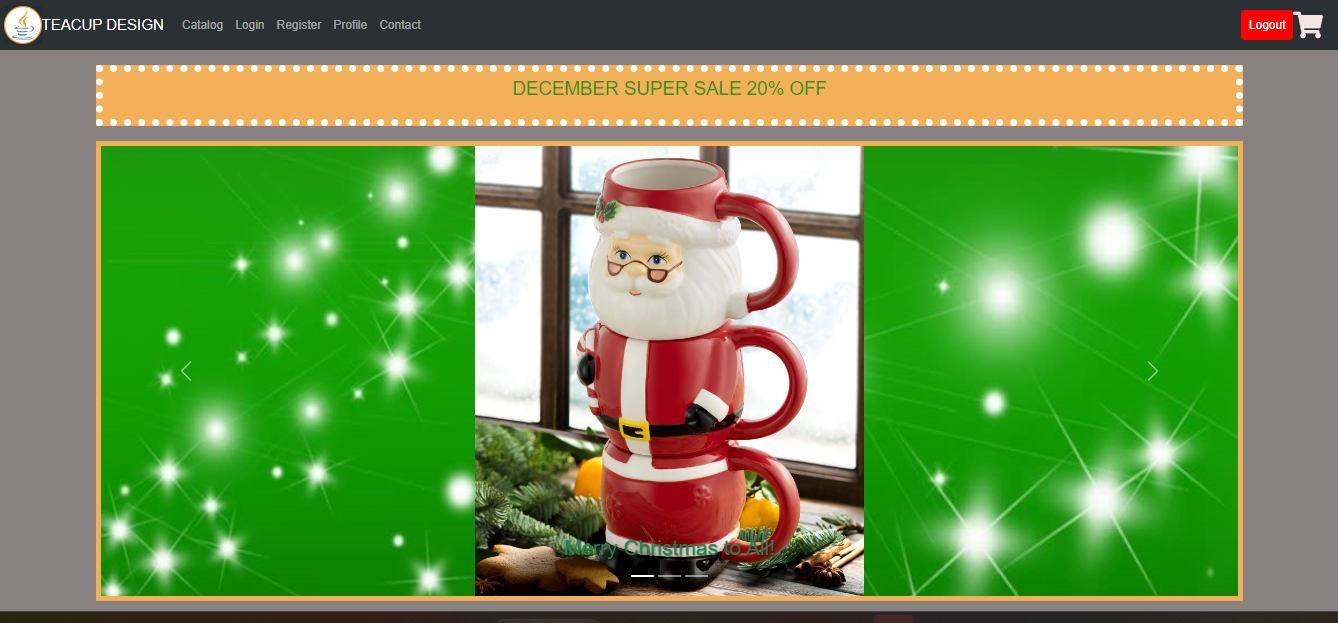 TEACUP DESIGN Catalog Login Register Profile Contact Logout
DECEMBER SUPER SALE 20% OFF
Merry Christmas to All!